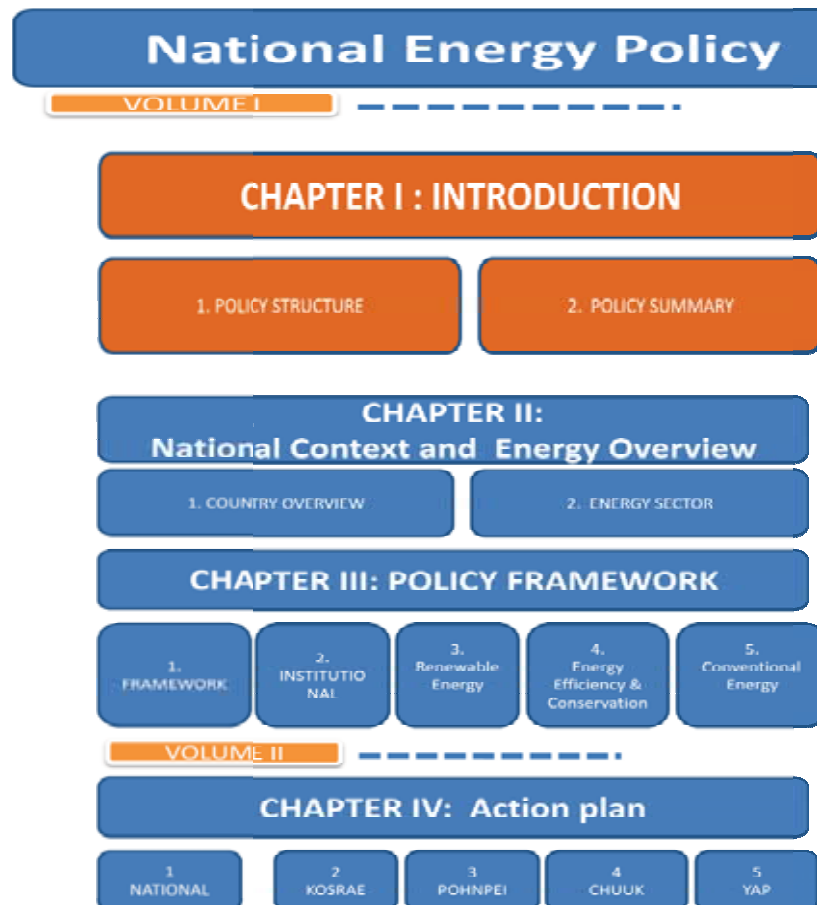 National Energy Policy
VOLUME I
CHAPTER I : INTRODUCTION
1. POLICY STRUCTURE
2. POLICY SUMMARY
CHAPTER II:
National Context and Energy Overview
1. COUNTRY OVERVIEW
2. ENERGY SECTOR
CHAPTER III: POLICY FRAMEWORK
1.
FRAMEWORK
2.
INSTITUTIO
NAL
3.
Renewable
Energy
4.
Energy
Efficiency &
Conservation
5.
Conventional
Energy
VOLUME II
CHAPTER IV: Action plan
1
NATIONAL
2
KOSRAE
3
POHNPEI
4
CHUUK
5
YAP